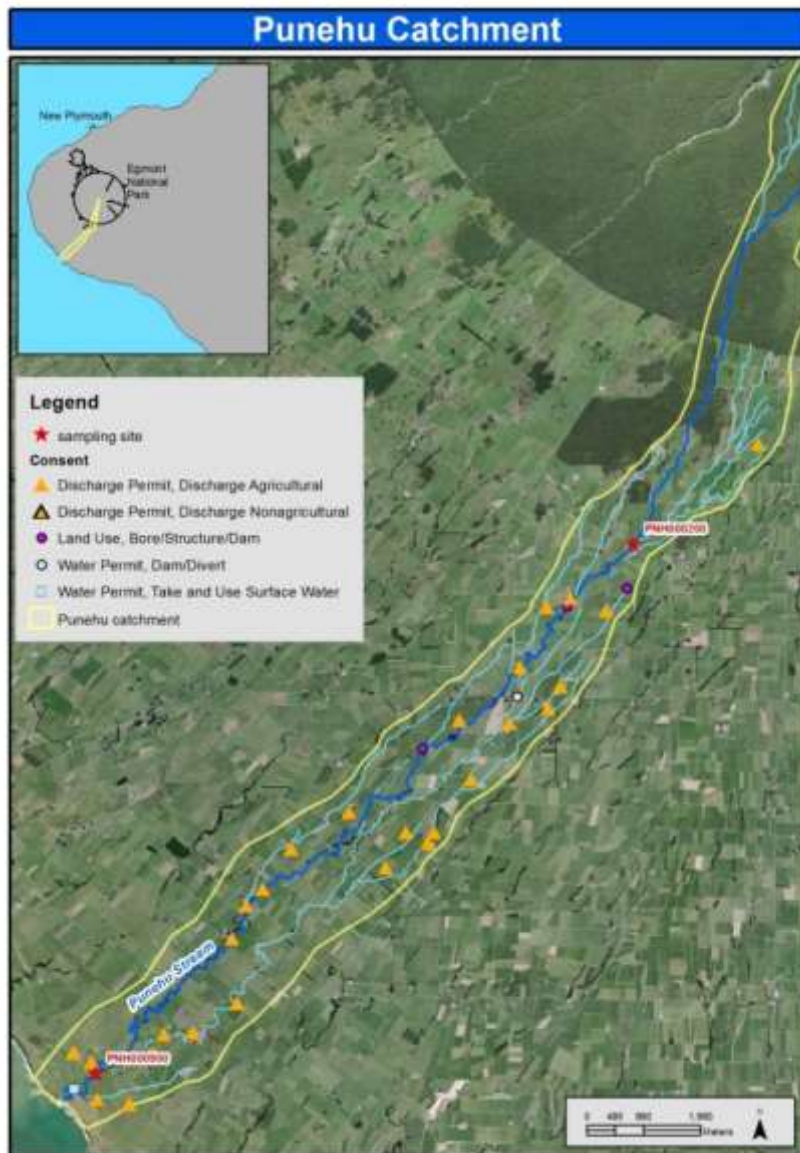 Punehu Catchment
New Plymouth
Egmont
National
Park
Legend
sampling site
Consent
Discharge Permit, Discharge Agricultural
Discharge Permit, Discharge Nonagricultural
Land Use, Bore/Structure/Dam
Water Permit, Dam/Divert
Water Permit, Take and Use Surface Water
Punehu catchment
PNH000200
Punehu Stream
PNH000900
0
Meters